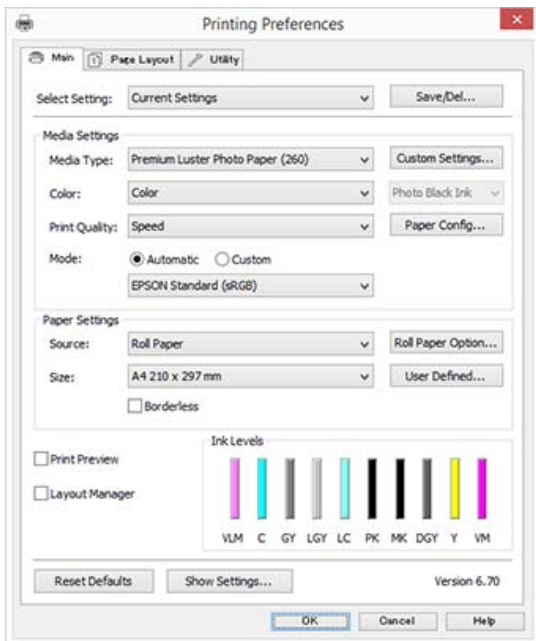 Printing Preferences
Main Page Layout Utility
Select Setting: Current Settings Save/Del...
Media Settings
Media Type: Premium Luster Photo Paper (260) Custom Settings...
Color: Color Photo Black Ink
Print Quality: Speed Paper Config...
Mode: Automatic Custom
EPSON Standard (sRGB)
Paper Settings
Source: Roll Paper Roll Paper Option...
Size: A4 210 x 297 mm User Defined...
Borderless
Ink Levels
Print Preview
Layout Manager
VLM C GY LGY LC PK MK DGY Y VM
Reset Defaults Show Settings... Version 6.70
OK Cancel Help